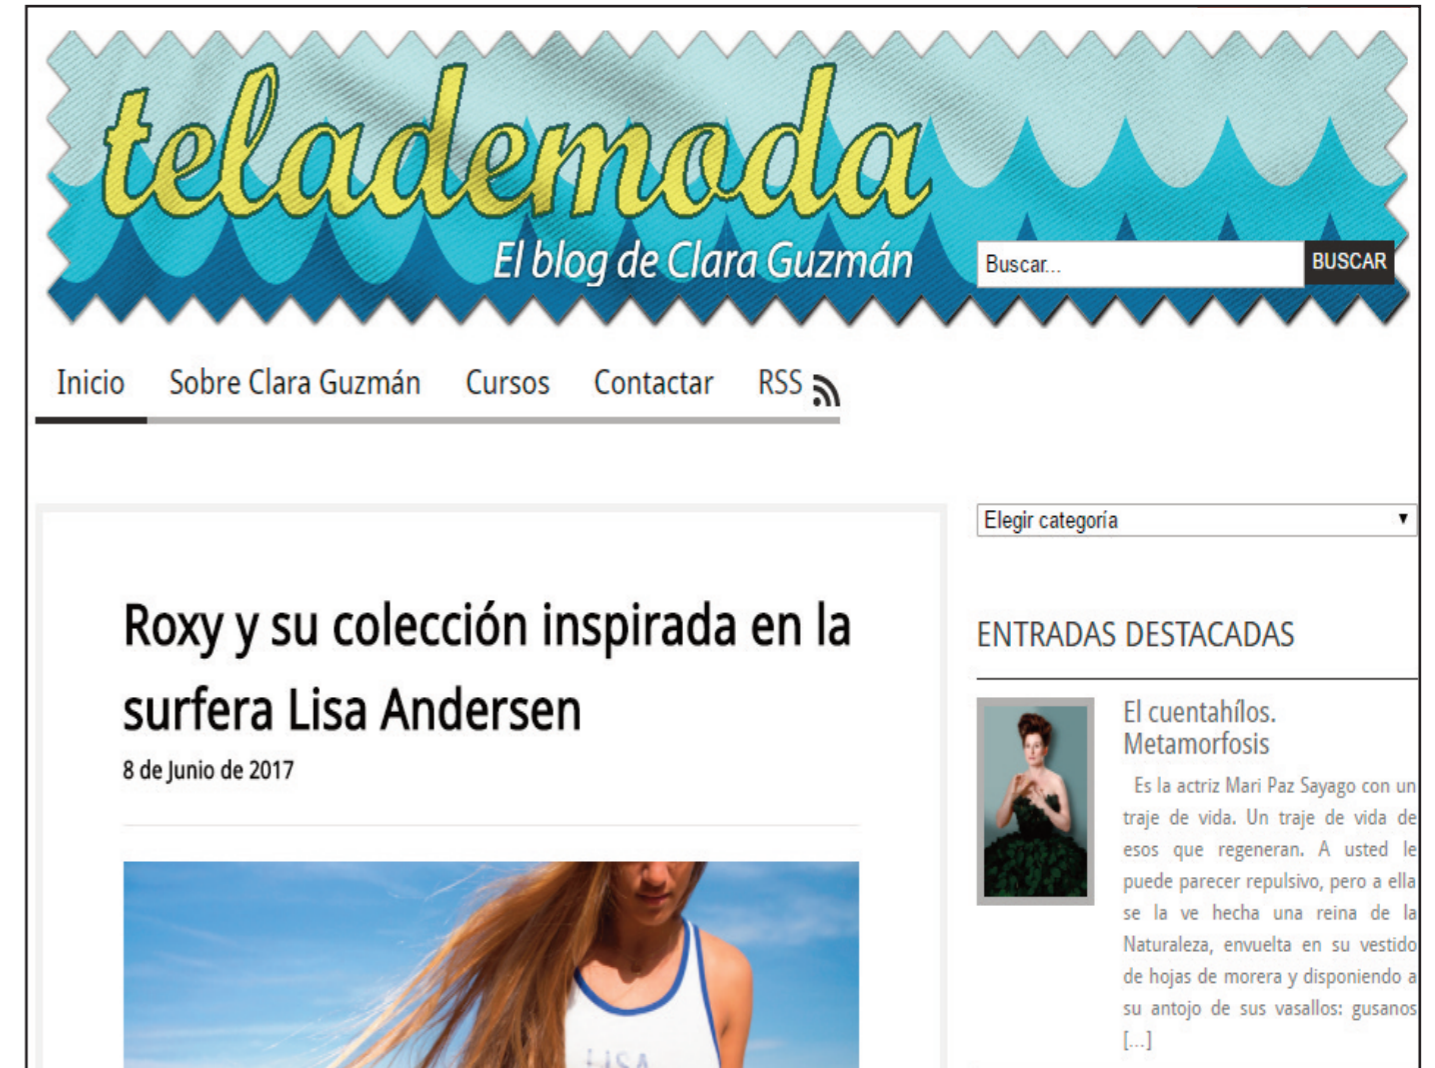 telademoda
El blog de Clara Guzmán
Buscar...
BUSCAR
Inicio
Sobre Clara Guzmán
Cursos
Contactar
RSS
Roxy y su colección inspirada en la
surfera Lisa Andersen
8 de Junio de 2017
LISA
Elegir categoría
ENTRADAS DESTACADAS
El cuentahílos.
Metamorfosis
Es la actriz Mari Paz Sayago con un
traje de vida. Un traje de vida de
esos que regeneran. A usted le
puede parecer repulsivo, pero a ella
se la ve hecha una reina de la
Naturaleza, envuelta en su vestido
de hojas de morera y disponiendo a
su antojo de sus vasallos: gusanos
[...]